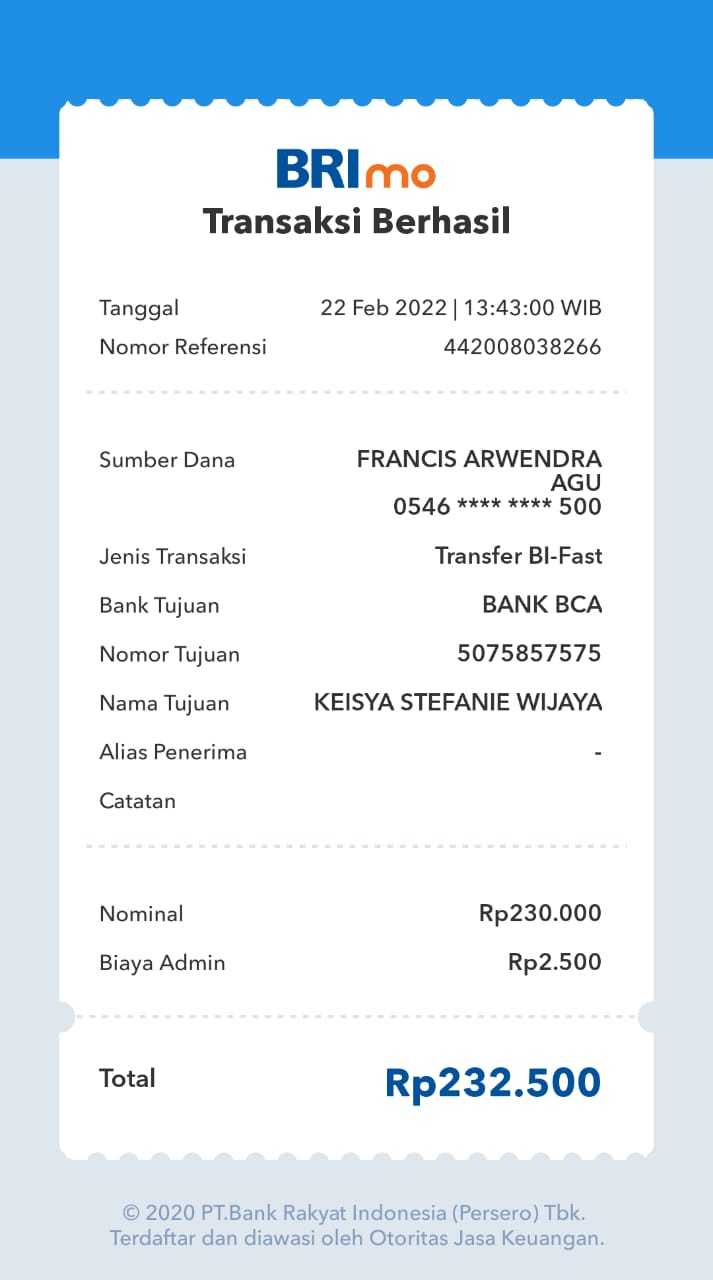 BRImo
Transaksi Berhasil
Tanggal 22 Feb 2022 | 13:43:00 WIB
Nomor Referensi 442008038266
Sumber Dana FRANCIS ARWENDRA
AGU
0546 **** **** 500
Jenis Transaksi Transfer BI-Fast
Bank Tujuan BANK BCA
Nomor Tujuan 5075857575
Nama Tujuan KEISYA STEFANIE WIJAYA
Alias Penerima -
Catatan
Nominal Rp230.000
Biaya Admin Rp2.500
Total Rp232.500
© 2020 PT.Bank Rakyat Indonesia (Persero) Tbk.
Terdaftar dan diawasi oleh Otoritas Jasa Keuangan.